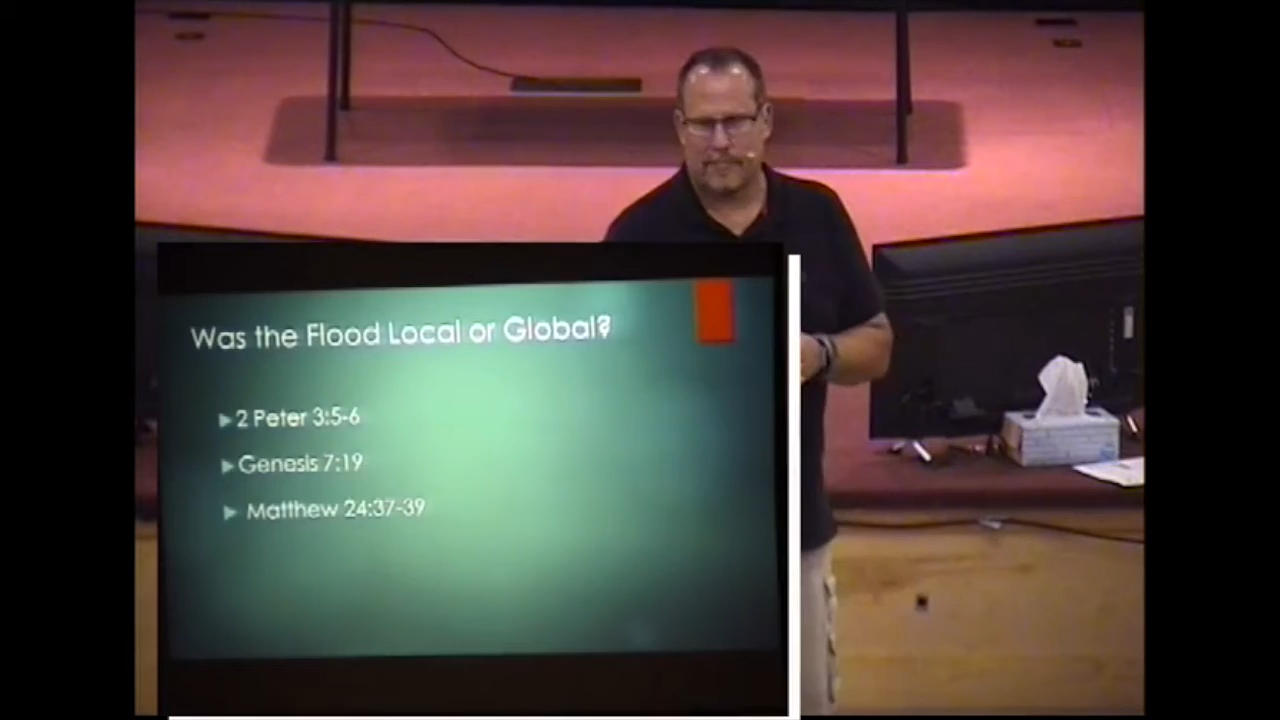 Was the Flood Local or Global?
2 Peter 3:5-6
Genesis 7:19
Matthew 24:37-39